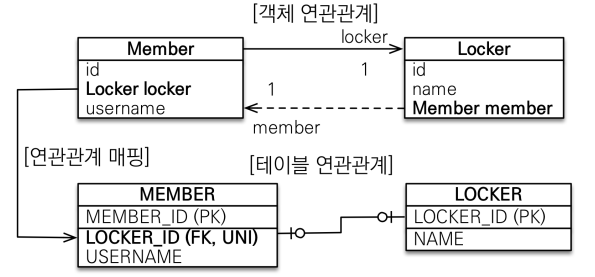 [객체 연관관계]
Member
id
Locker locker
username
locker
1
1
member
Locker
id
name
Member member
[연관관계 매핑]
[테이블 연관관계]
MEMBER
MEMBER_ID (PK)
LOCKER_ID (FK, UNI)
USERNAME
LOCKER
LOCKER_ID (PK)
NAME